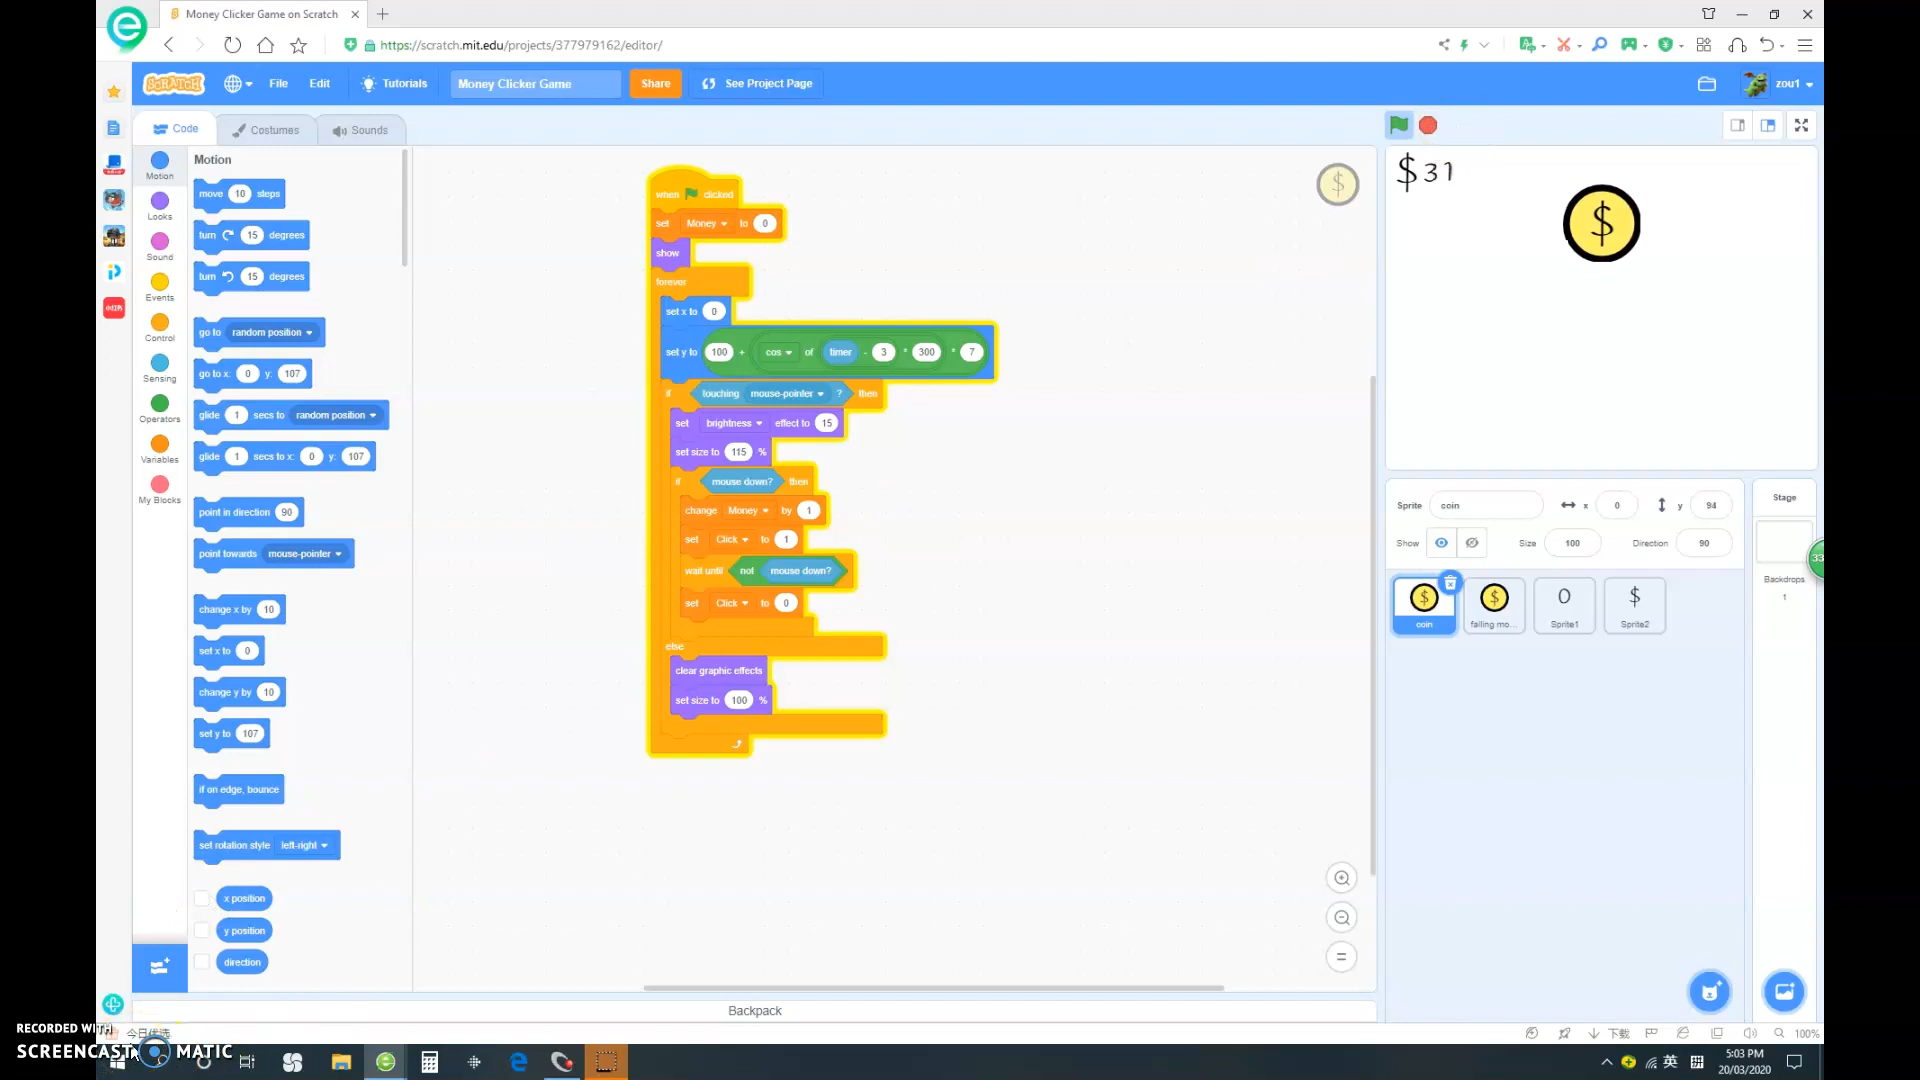 Money Clicker Game on Scratch
https://scratch.mit.edu/projects/377979162/editor/
SCRATCH
File
Edit
Tutorials
Money Clicker Game
Share
See Project Page
zou1
Code
Costumes
Sounds
Motion
Looks
Sound
Events
Control
Sensing
Operators
Variables
My Blocks
Motion
move 10 steps
turn 15 degrees
turn 15 degrees
go to random position
go to x: 0 y: 107
glide 1 secs to random position
glide 1 secs to x: 0 y: 107
point in direction 90
point towards mouse-pointer
change x by 10
set x to 0
change y by 10
set y to 107
if on edge, bounce
set rotation style left-right
x position
y position
direction
when clicked
set Money to 0
show
forever
set x to 0
set y to 100 + cos of timer - 3 * 300 * 7
if touching mouse-pointer ? then
set brightness effect to 15
set size to 115 %
if mouse down? then
change Money by 1
set Click to 1
wait until not mouse down?
set Click to 0
else
clear graphic effects
set size to 100 %
$
$31
$
Sprite coin x 0 y 94
Show Size 100 Direction 90
$
coin
$
falling mo...
0
Sprite1
$
Sprite2
Stage
Backdrops
1
33
Backpack
今日优选
下载
100%
RECORDED WITH
SCREENCAST MATIC
英
5:03 PM
20/03/2020